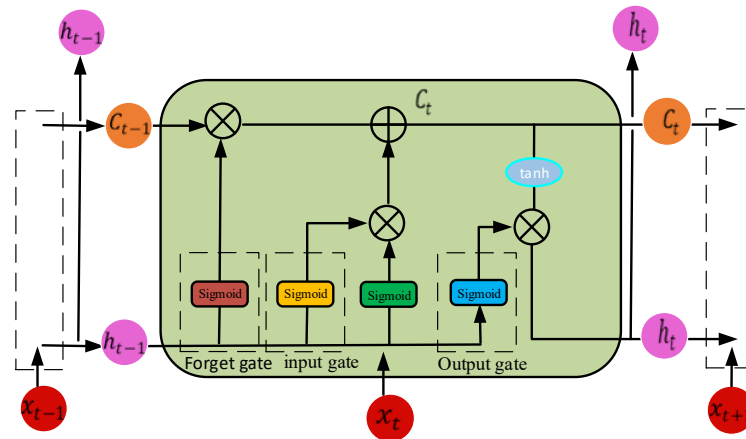 h_{t-1}
h_t
C_{t-1}
C_t
C_t
tanh
Sigmoid
Sigmoid
Sigmoid
Sigmoid
h_{t-1}
h_t
Forget gate
input gate
Output gate
x_{t-1}
x_t
x_{t+